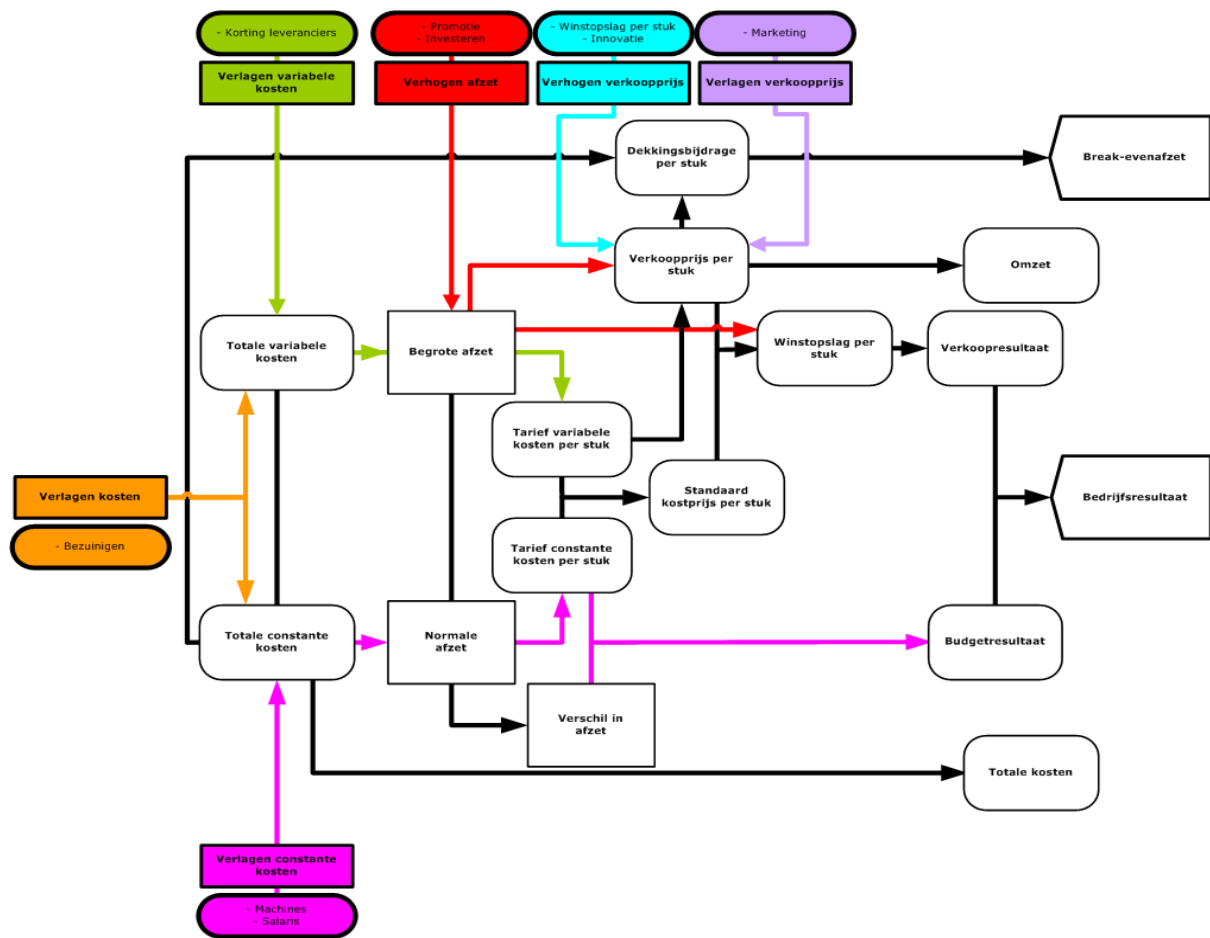 - Korting leveranciers
- Promotie
- Investeren
- Winstopslag per stuk
- Innovatie
- Marketing
Verlagen variabele
kosten
Verhogen afzet
Verhogen verkoopprijs
Verlagen verkoopprijs
Dekkingsbijdrage
per stuk
Break-evenafzet
Verkoopprijs per
stuk
Omzet
Totale variabele
kosten
Begrote afzet
Winstopslag per
stuk
Verkoopresultaat
Tarief variabele
kosten per stuk
Verlagen kosten
Standaard
kostprijs per stuk
Bedrijfsresultaat
- Bezuinigen
Tarief constante
kosten per stuk
Totale constante
kosten
Normale
afzet
Budgetresultaat
Verschil in
afzet
Totale kosten
Verlagen constante
kosten
- Machines
- Salaris